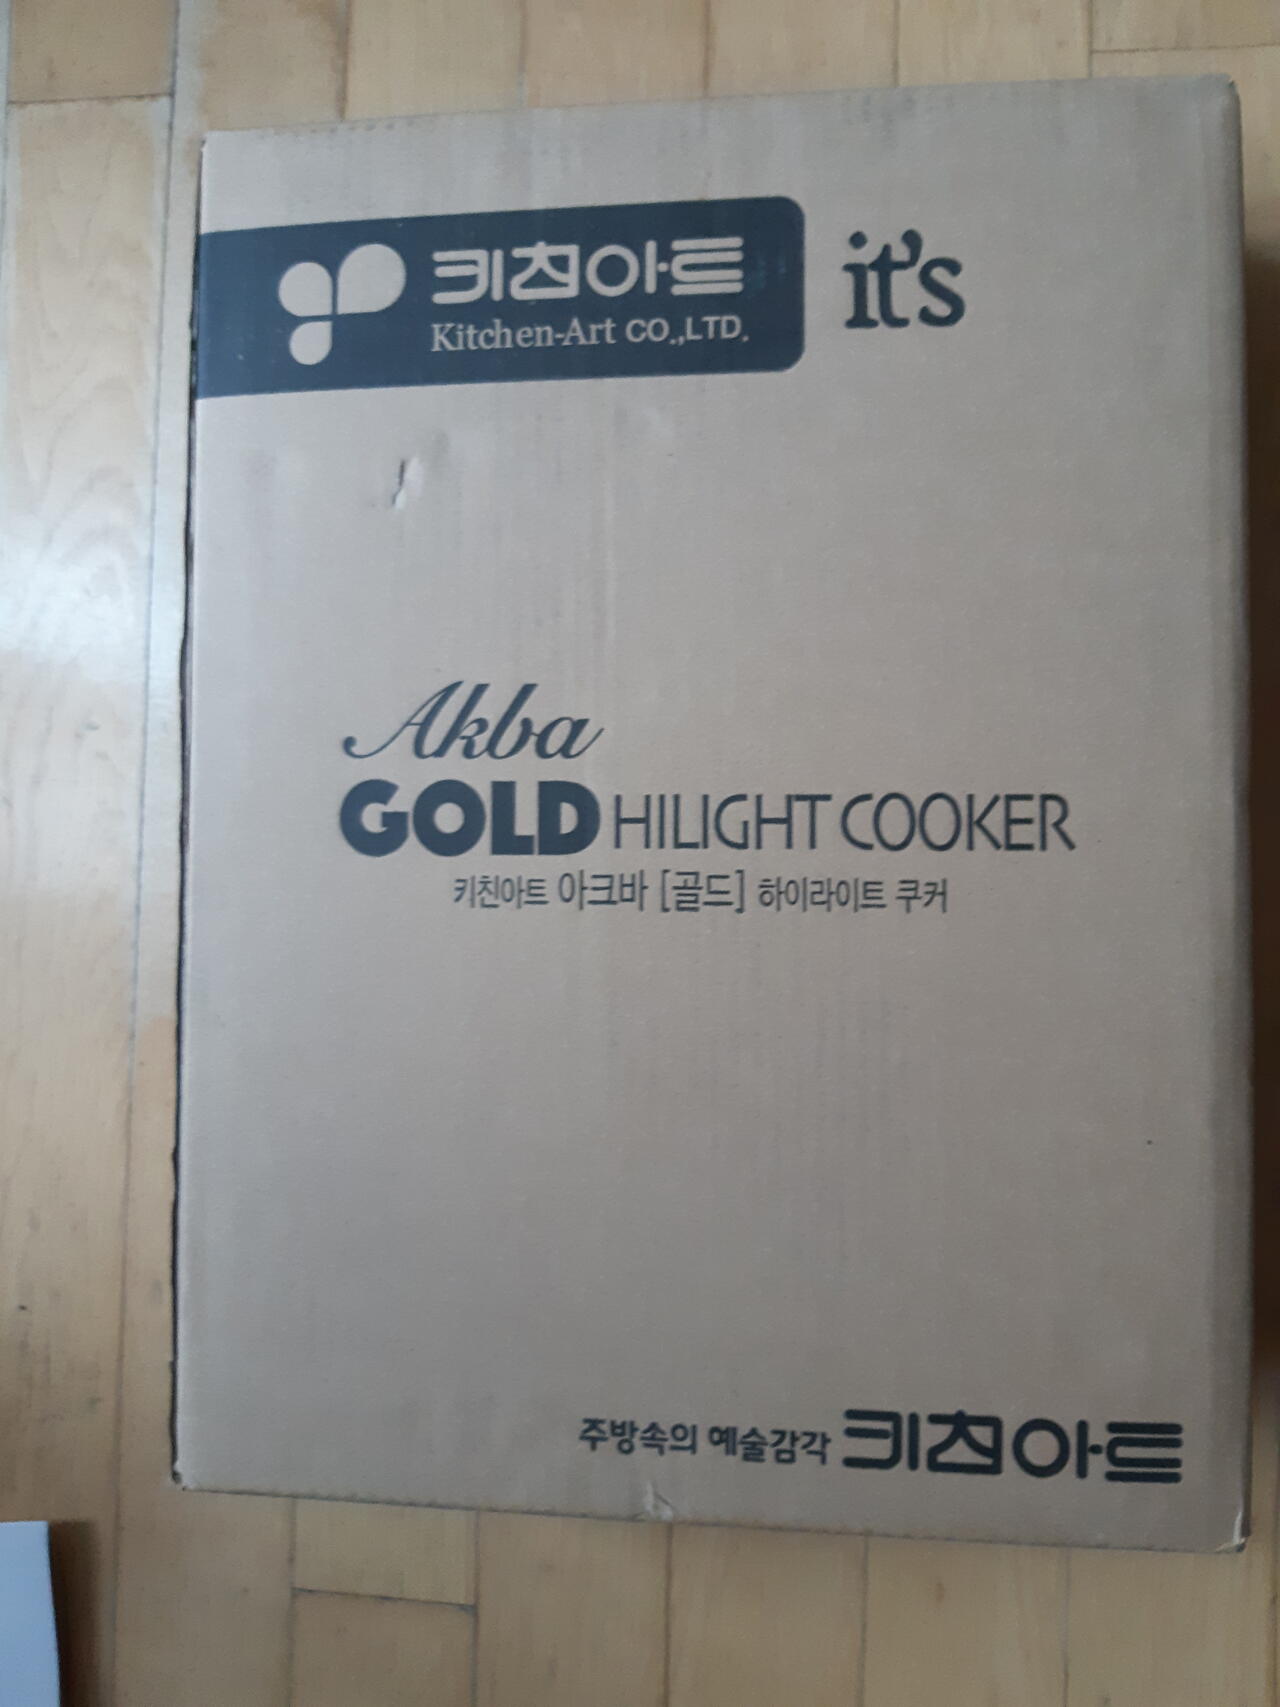 키친아트 it's
Kitchen-Art CO.,LTD.
Akba
GOLD HILIGHT COOKER
키친아트 아크바 [골드] 하이라이트 쿠커
주방속의 예술감각 키친아트